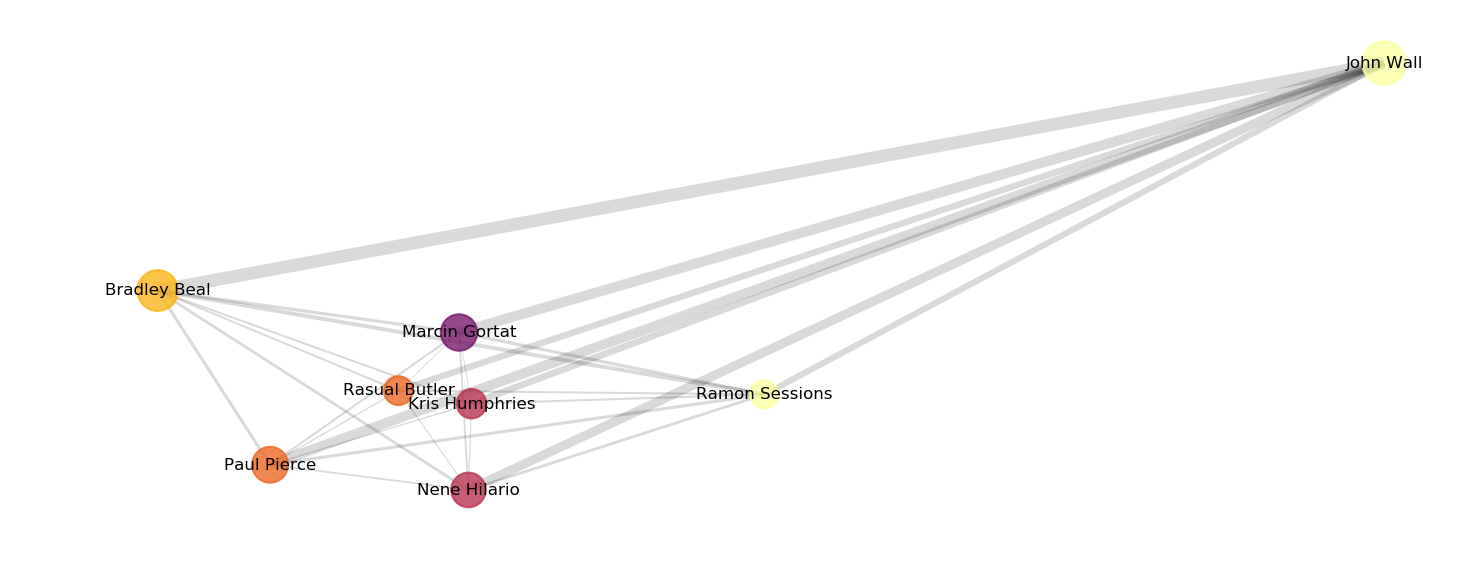 John Wall
Bradley Beal
Marcin Gortat
Rasual Butler
Kris Humphries
Ramon Sessions
Paul Pierce
Nene Hilario